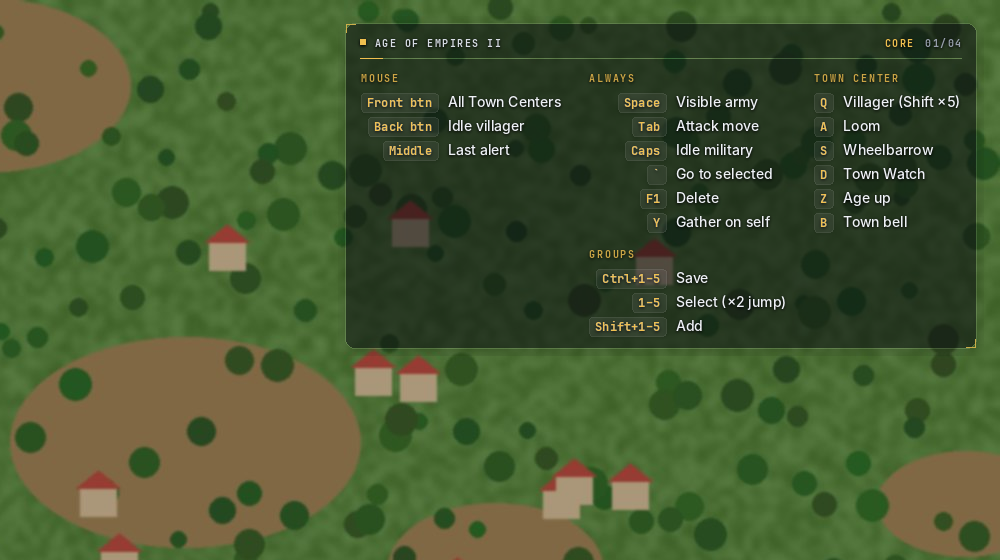 AGE OF EMPIRES II
CORE 01/04
MOUSE
Front btn All Town Centers
Back btn Idle villager
Middle Last alert
ALWAYS
Space Visible army
Tab Attack move
Caps Idle military
` Go to selected
F1 Delete
Y Gather on self
GROUPS
Ctrl+1–5 Save
1–5 Select (×2 jump)
Shift+1–5 Add
TOWN CENTER
Q Villager (Shift ×5)
A Loom
S Wheelbarrow
D Town Watch
Z Age up
B Town bell